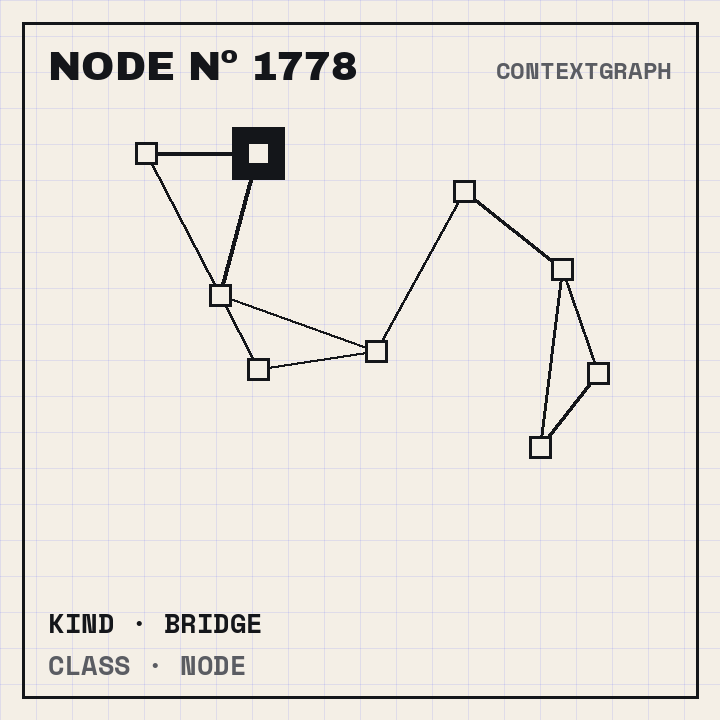 NODE Nº 1778
CONTEXTGRAPH
KIND · BRIDGE
CLASS · NODE